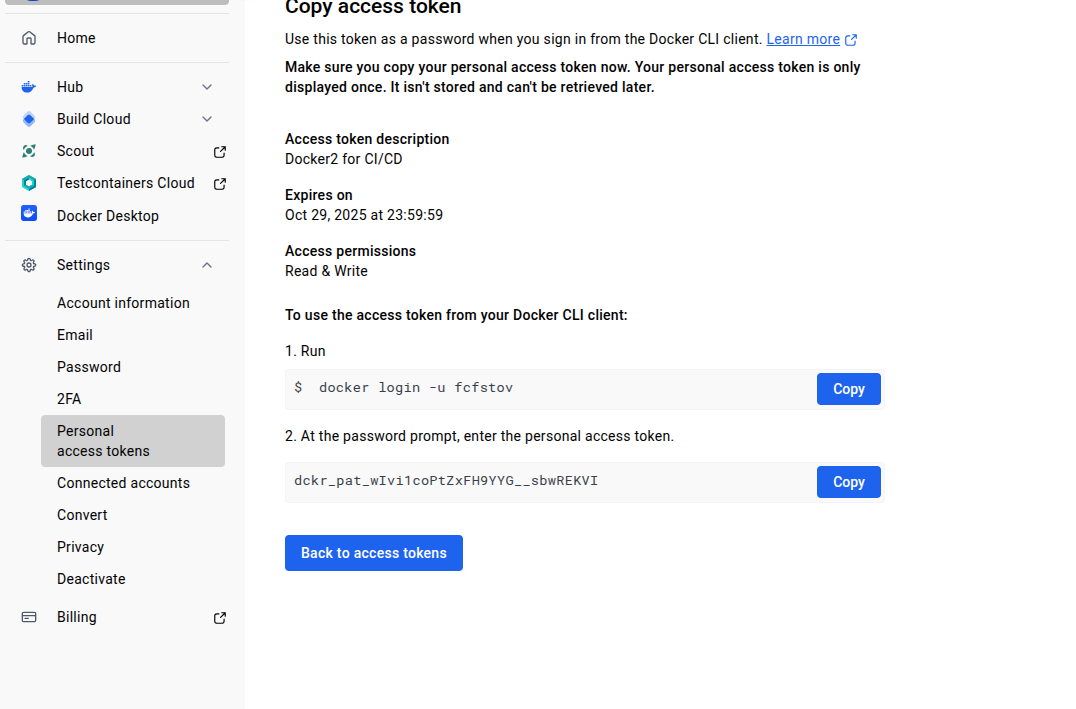 Copy access token
Home
Use this token as a password when you sign in from the Docker CLI client. Learn more
Make sure you copy your personal access token now. Your personal access token is only
displayed once. It isn't stored and can't be retrieved later.
Hub
Build Cloud
Scout
Testcontainers Cloud
Docker Desktop
Access token description
Docker2 for CI/CD
Expires on
Oct 29, 2025 at 23:59:59
Access permissions
Read & Write
Settings
Account information
Email
Password
2FA
Personal
access tokens
Connected accounts
Convert
Privacy
Deactivate
Billing
To use the access token from your Docker CLI client:
1. Run
$ docker login -u fcfstov
Copy
2. At the password prompt, enter the personal access token.
dckr_pat_wIvi1coPtZxFH9YYG__sbwREKVI
Copy
Back to access tokens